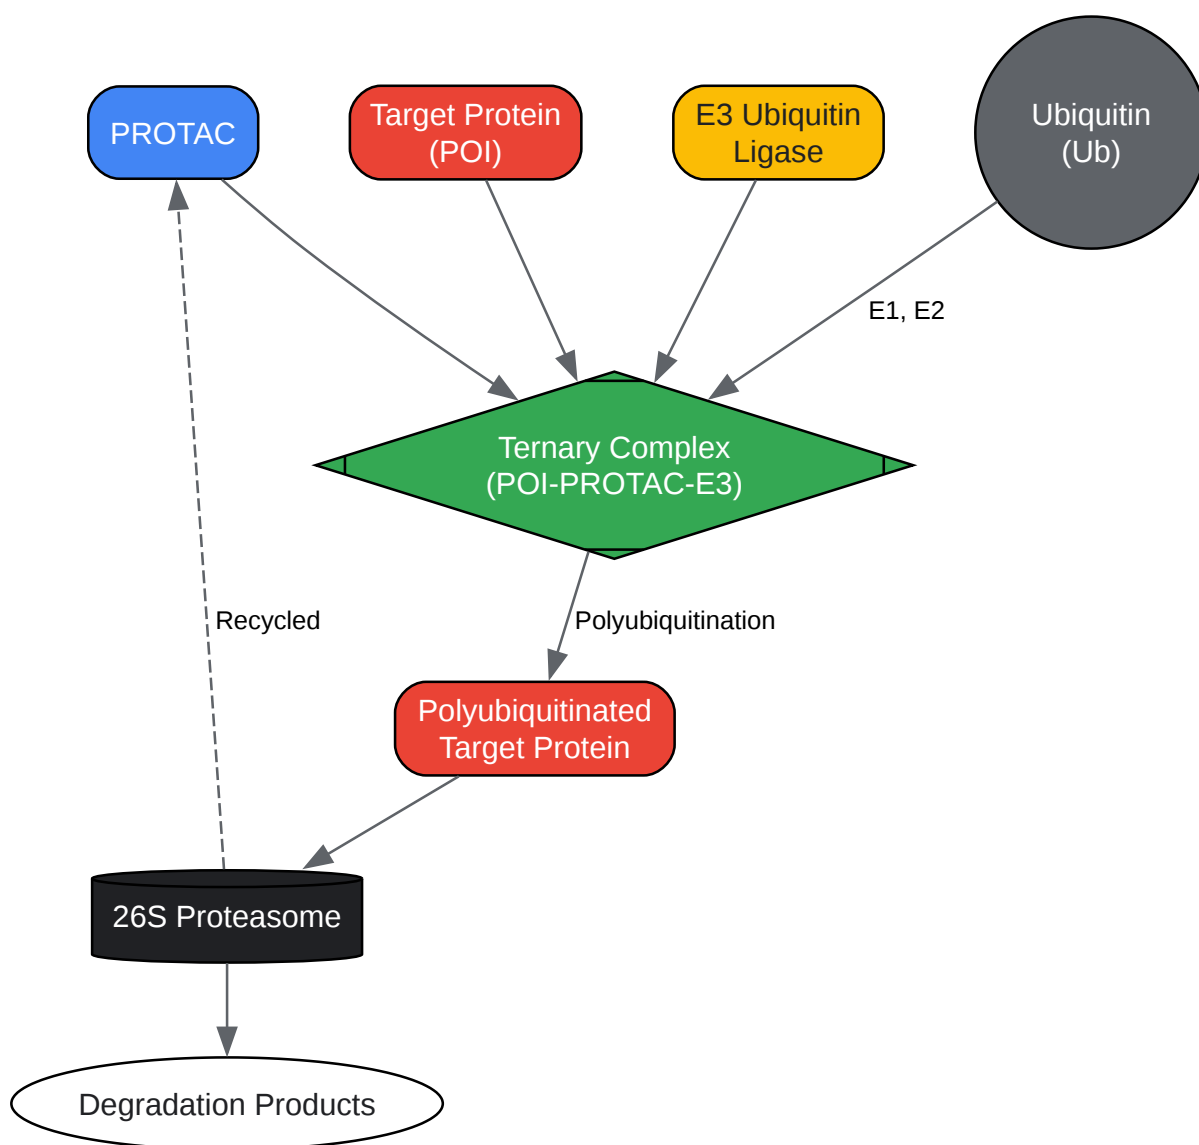 PROTAC
Target Protein
(POI)
E3 Ubiquitin
Ligase
Ubiquitin
(Ub)
E1, E2
Ternary Complex
(POI-PROTAC-E3)
Recycled
Polyubiquitination
Polyubiquitinated
Target Protein
26S Proteasome
Degradation Products